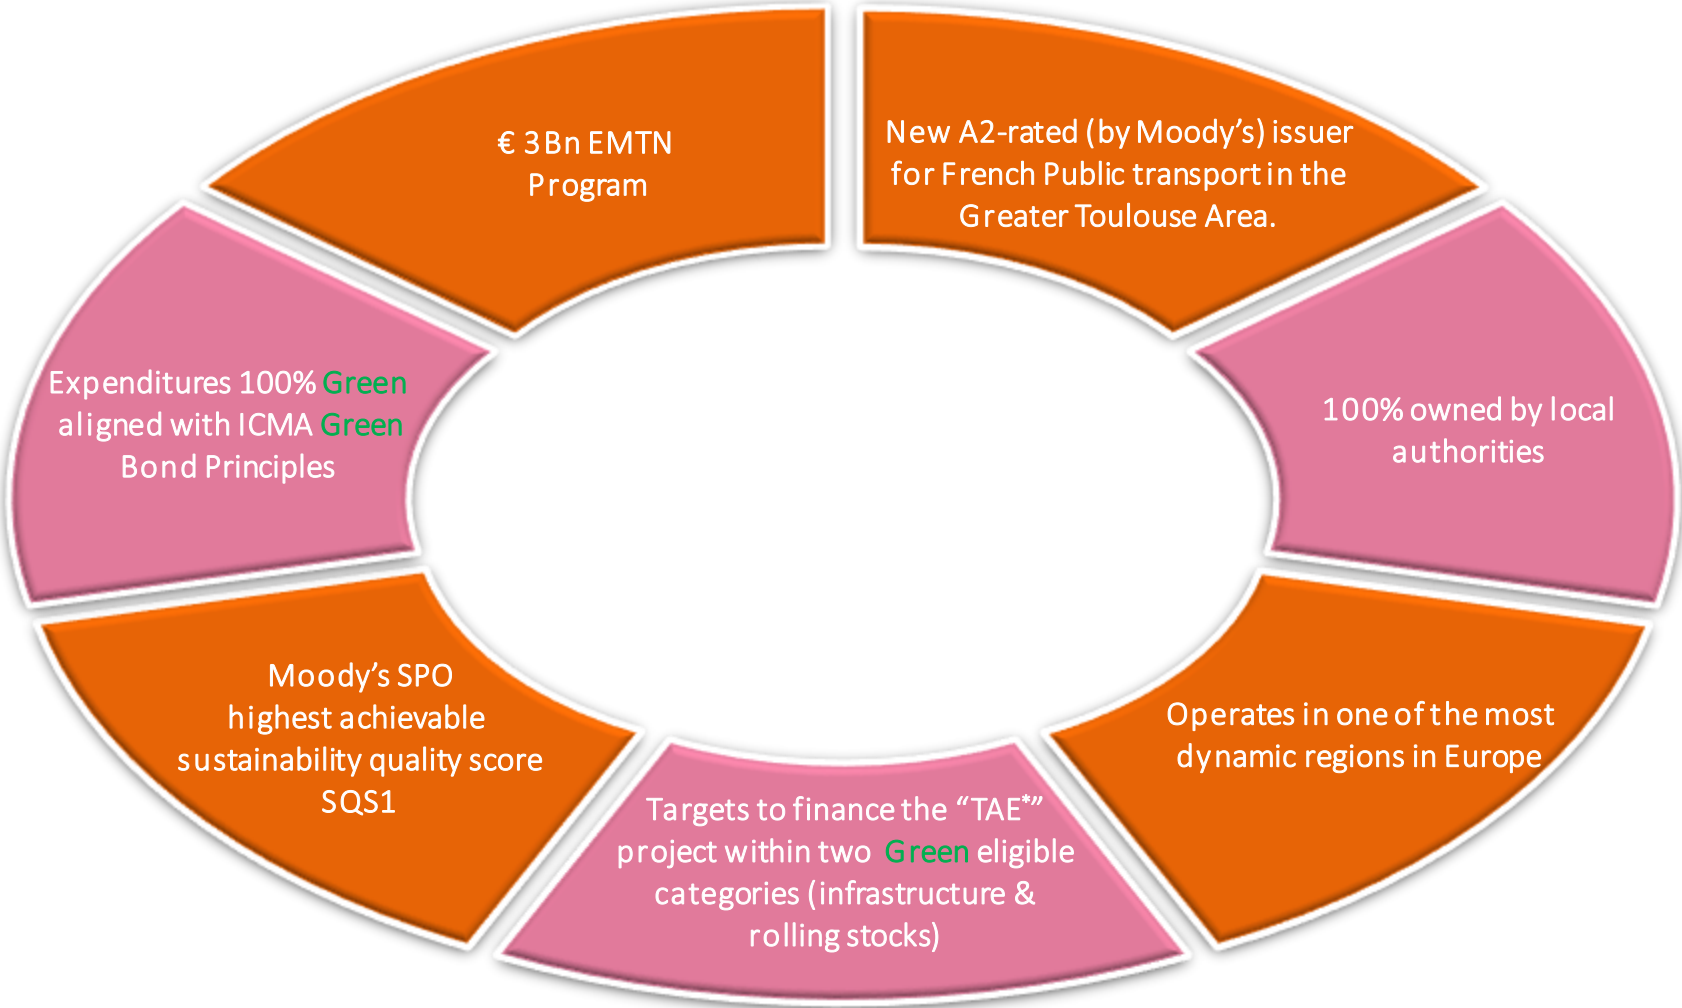 € 3Bn EMTN
Program
New A2-rated (by Moody’s) issuer
for French Public transport in the
Greater Toulouse Area.
100% owned by local
authorities
Operates in one of the most
dynamic regions in Europe
Targets to finance the “TAE*”
project within two Green eligible
categories (infrastructure &
rolling stocks)
Moody’s SPO
highest achievable
sustainability quality score
SQS1
Expenditures 100% Green
aligned with ICMA Green
Bond Principles